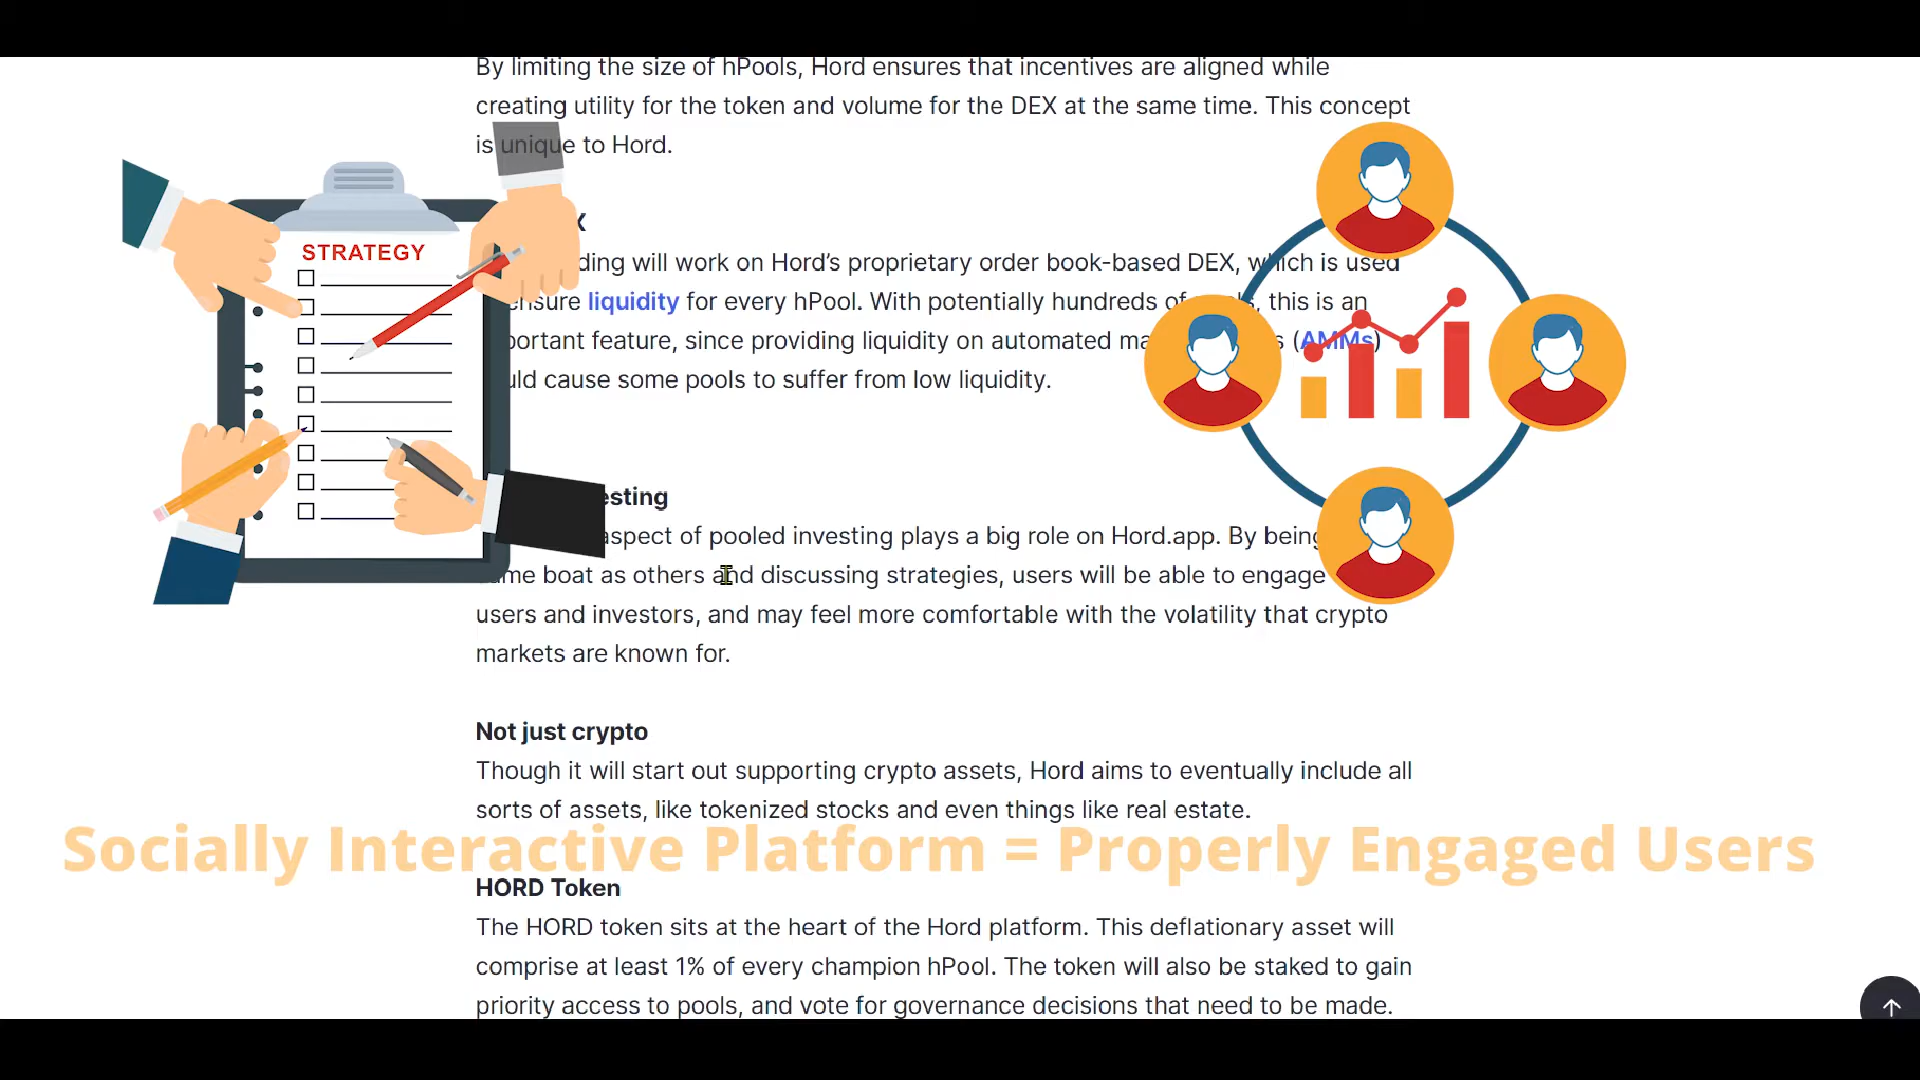 By limiting the size of hPools, Hord ensures that incentives are aligned while
creating utility for the token and volume for the DEX at the same time. This concept
is unique to Hord.
STRATEGY
X
will work on Hord’s proprietary order book-based DEX, which is used
liquidity for every hPool. With potentially hundreds of this is an
feature, since providing liquidity on automated (AMMs)
cause some pools to suffer from low liquidity.
aspect of pooled investing plays a big role on Hord.app. By being
boat as others and discussing strategies, users will be able to engage
users and investors, and may feel more comfortable with the volatility that crypto
markets are known for.
Not just crypto
Though it will start out supporting crypto assets, Hord aims to eventually include all
sorts of assets, like tokenized stocks and even things like real estate.
Socially Interactive Platform = Properly Engaged Users
HORD Token
The HORD token sits at the heart of the Hord platform. This deflationary asset will
comprise at least 1% of every champion hPool. The token will also be staked to gain
priority access to pools, and vote for governance decisions that need to be made.